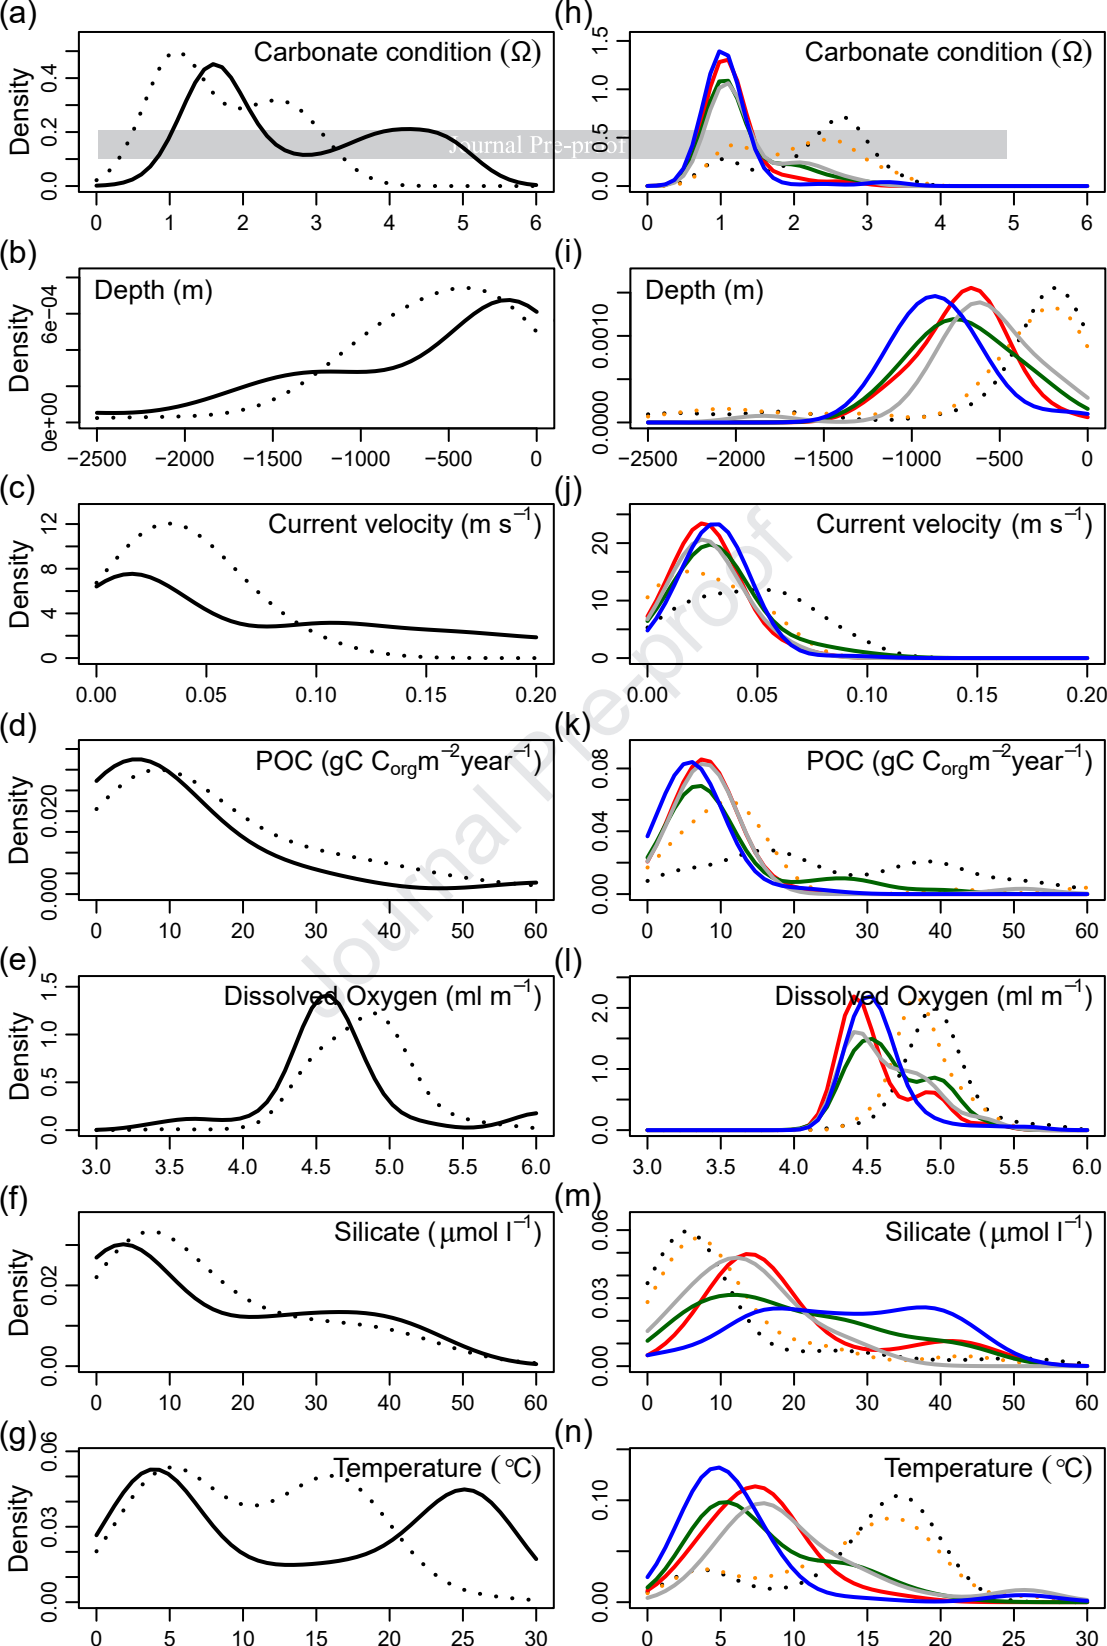 (a)
Carbonate condition (Ω)
Density
0.0 0.2 0.4
0 1 2 3 4 5 6
(h)
Carbonate condition (Ω)
0.0 0.5 1.0 1.5
0 1 2 3 4 5 6
Journal Pre-proof
(b)
Depth (m)
Density
0e+00 6e−04
−2500 −2000 −1500 −1000 −500 0
(i)
Depth (m)
0.0000 0.0010
−2500 −2000 −1500 −1000 −500 0
(c)
Current velocity (m s−1)
Density
0 4 8 12
0.00 0.05 0.10 0.15 0.20
(j)
Current velocity (m s−1)
0 10 20
0.00 0.05 0.10 0.15 0.20
Journal Pre-proof
(d)
POC (gC Corgm−2year−1)
Density
0.000 0.020
0 10 20 30 40 50 60
(k)
POC (gC Corgm−2year−1)
0.00 0.04 0.08
0 10 20 30 40 50 60
(e)
Dissolved Oxygen (ml m−1)
Density
0.0 0.5 1.0 1.5
3.0 3.5 4.0 4.5 5.0 5.5 6.0
(l)
Dissolved Oxygen (ml m−1)
0.0 1.0 2.0
3.0 3.5 4.0 4.5 5.0 5.5 6.0
(f)
Silicate (μmol l−1)
Density
0.00 0.02
0 10 20 30 40 50 60
(m)
Silicate (μmol l−1)
0.00 0.03 0.06
0 10 20 30 40 50 60
(g)
Temperature (°C)
Density
0.00 0.03 0.06
0 5 10 15 20 25 30
(n)
Temperature (°C)
0.00 0.10
0 5 10 15 20 25 30